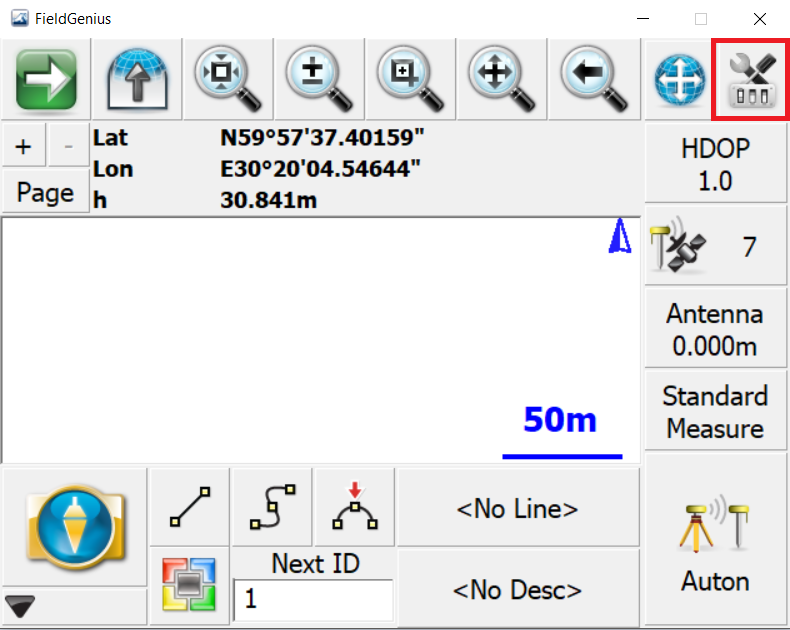 FieldGenius
+
-
Page
Lat N59°57'37.40159"
Lon E30°20'04.54644"
h 30.841m
HDOP
1.0
7
Antenna
0.000m
Standard
Measure
50m
<No Line>
Next ID
1
<No Desc>
Auton